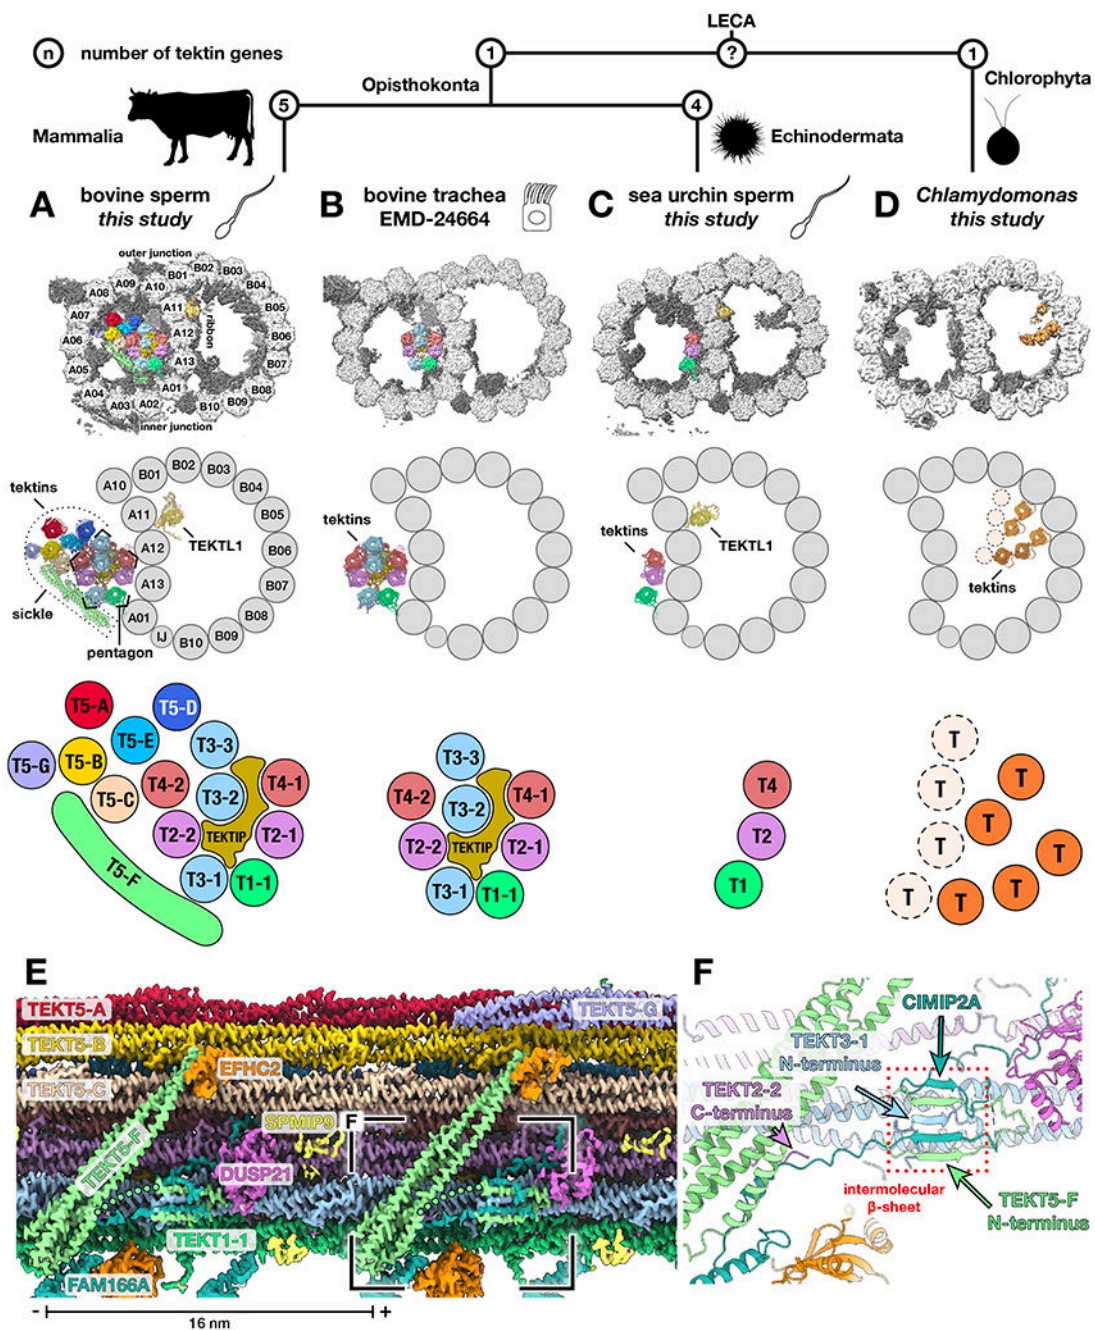 LECA
n number of tektin genes
1 ? 1
Opisthokonta
Chlorophyta
5 4
Mammalia
Echinodermata
A bovine sperm
this study
B bovine trachea
EMD-24664
C sea urchin sperm
this study
D Chlamydomonas
this study
outer junction
B01 B02 B03
A09 A10 B04
A08 A11 B05
A07 A12 ribbon
A06 B06
A05 A13 B07
A04 A01 B08
A03 A02 B10 B09
inner junction
B01 B02 B03
A10 B04
tektins
A11 B05
TEKTL1
A12 B06
A13 B07
sickle
A01 B08
IJ B10 B09
pentagon
tektins
tektins
TEKTL1
tektins
T5-A T5-D
T5-E T3-3
T5-G T5-B
T5-C T4-2 T3-2 T4-1
T2-2 TEKTIP T2-1
T5-F T3-1 T1-1
T3-3
T4-2 T3-2 T4-1
T2-2 TEKTIP T2-1
T3-1 T1-1
T4
T2
T1
T
T T
T T
T T
T T
E
TEKT5-A TEKT5-G
TEKT5-B
EFHC2
TEKT5-C
SPMIP9 F
TEKT5-F DUSP21
TEKT1-1
FAM166A
- +
16 nm
F
CIMIP2A
TEKT3-1
N-terminus
TEKT2-2
C-terminus
intermolecular
β-sheet
TEKT5-F
N-terminus